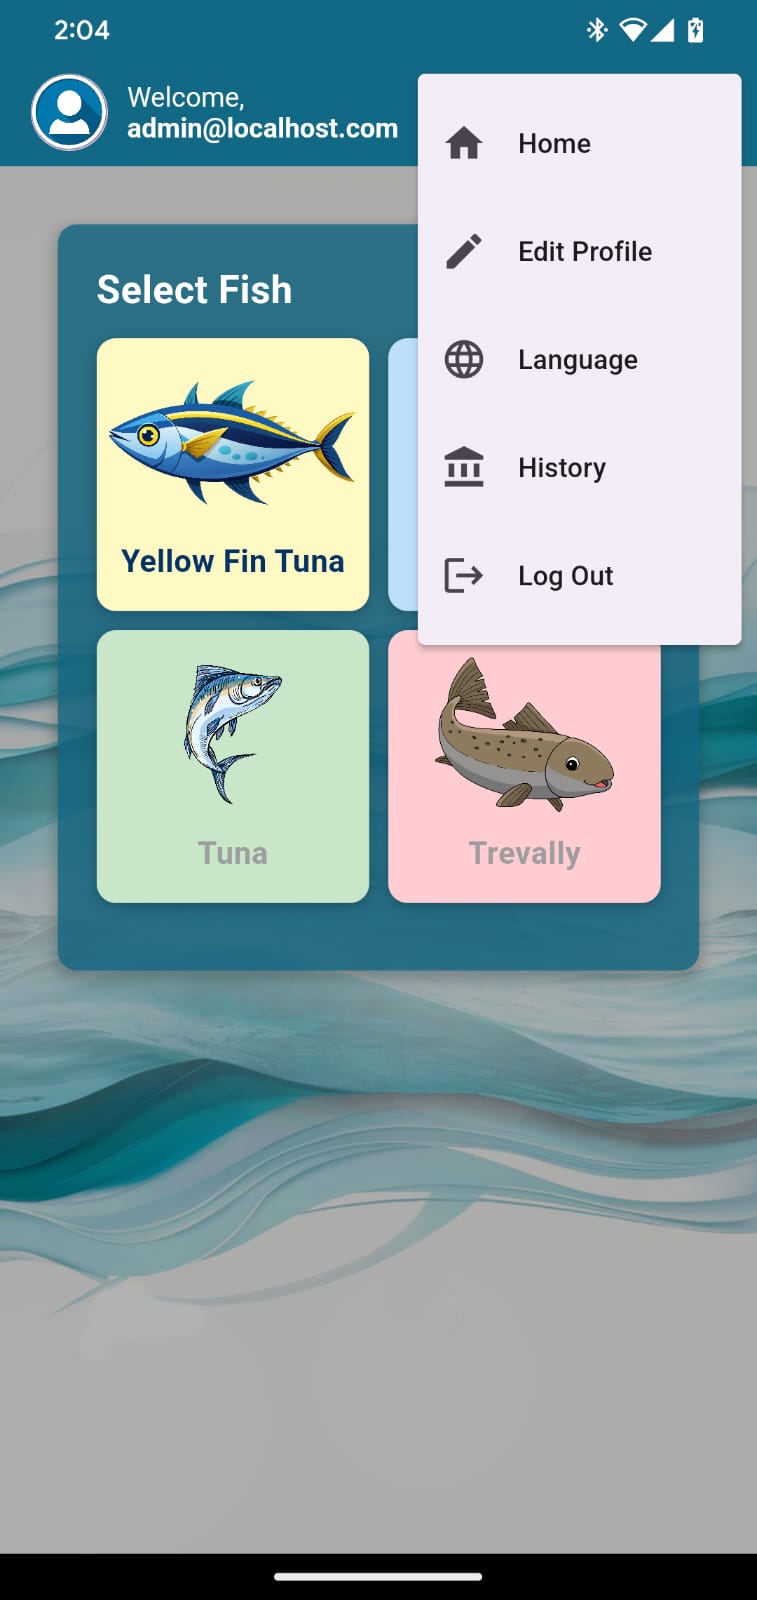 2:04
Welcome,
admin@localhost.com
Home
Edit Profile
Language
History
Log Out
Select Fish
Yellow Fin Tuna
Tuna
Trevally